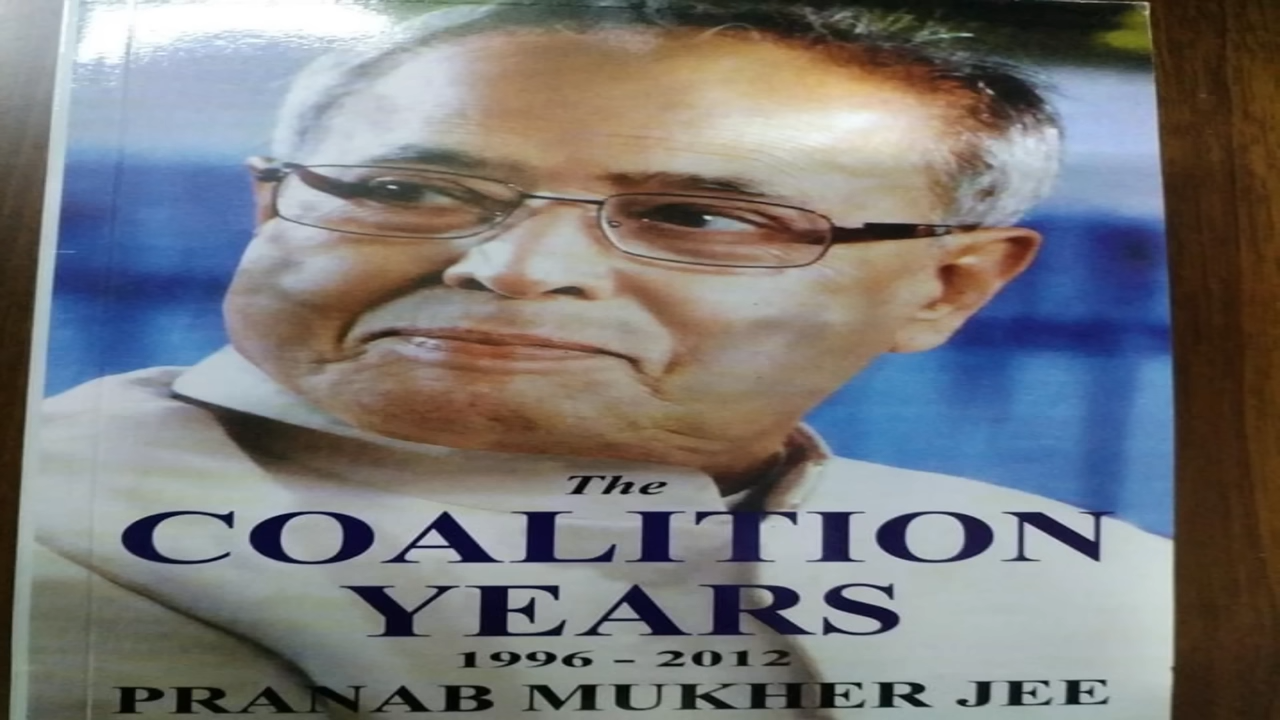 The
COALITION
YEARS
1996 - 2012
PRANAB MUKHER JEE